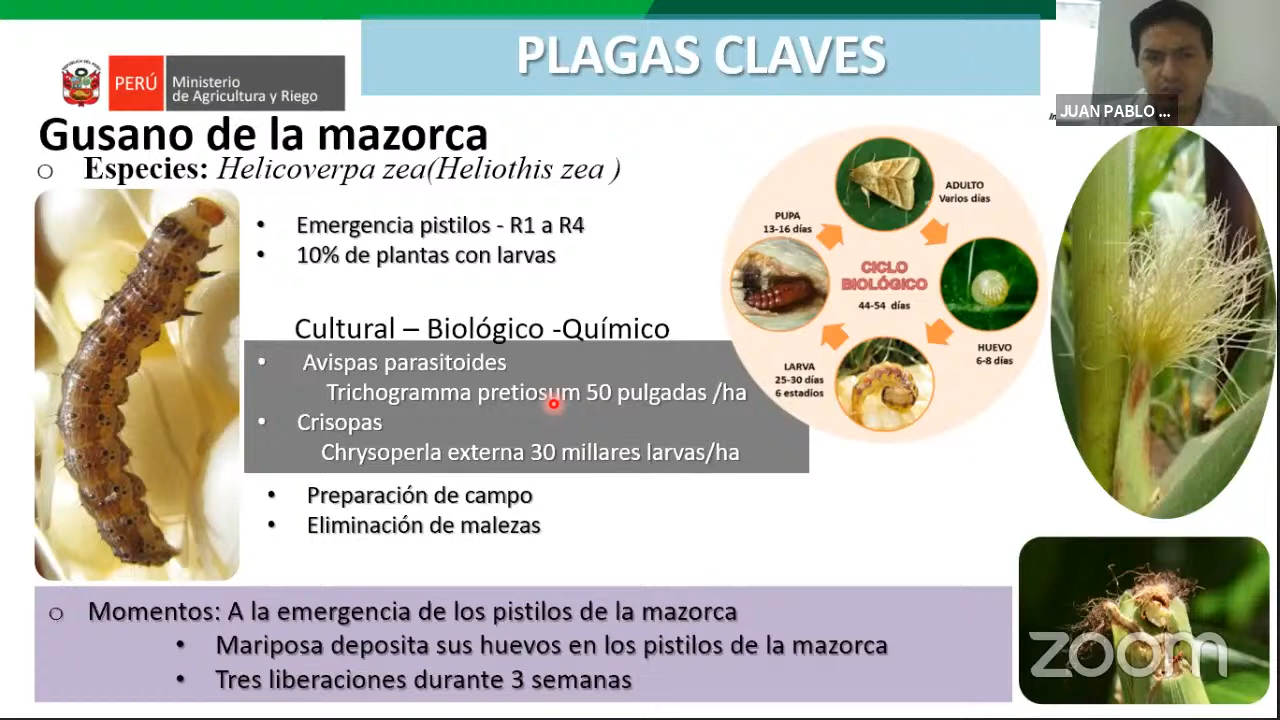 PLAGAS CLAVES
PERÚ
Ministerio
de Agricultura y Riego
JUAN PABLO ...
Gusano de la mazorca
Especies: Helicoverpa zea(Heliothis zea )
Emergencia pistilos - R1 a R4
10% de plantas con larvas
Cultural – Biológico -Químico
Avispas parasitoides
Trichogramma pretiosum 50 pulgadas /ha
Crisopas
Chrysoperla externa 30 millares larvas/ha
Preparación de campo
Eliminación de malezas
ADULTO
Varios días
PUPA
13-16 días
CICLO
BIOLÓGICO
44-54 días
HUEVO
6-8 días
LARVA
25-30 días
6 estadios
Momentos: A la emergencia de los pistilos de la mazorca
Mariposa deposita sus huevos en los pistilos de la mazorca
Tres liberaciones durante 3 semanas
zoom